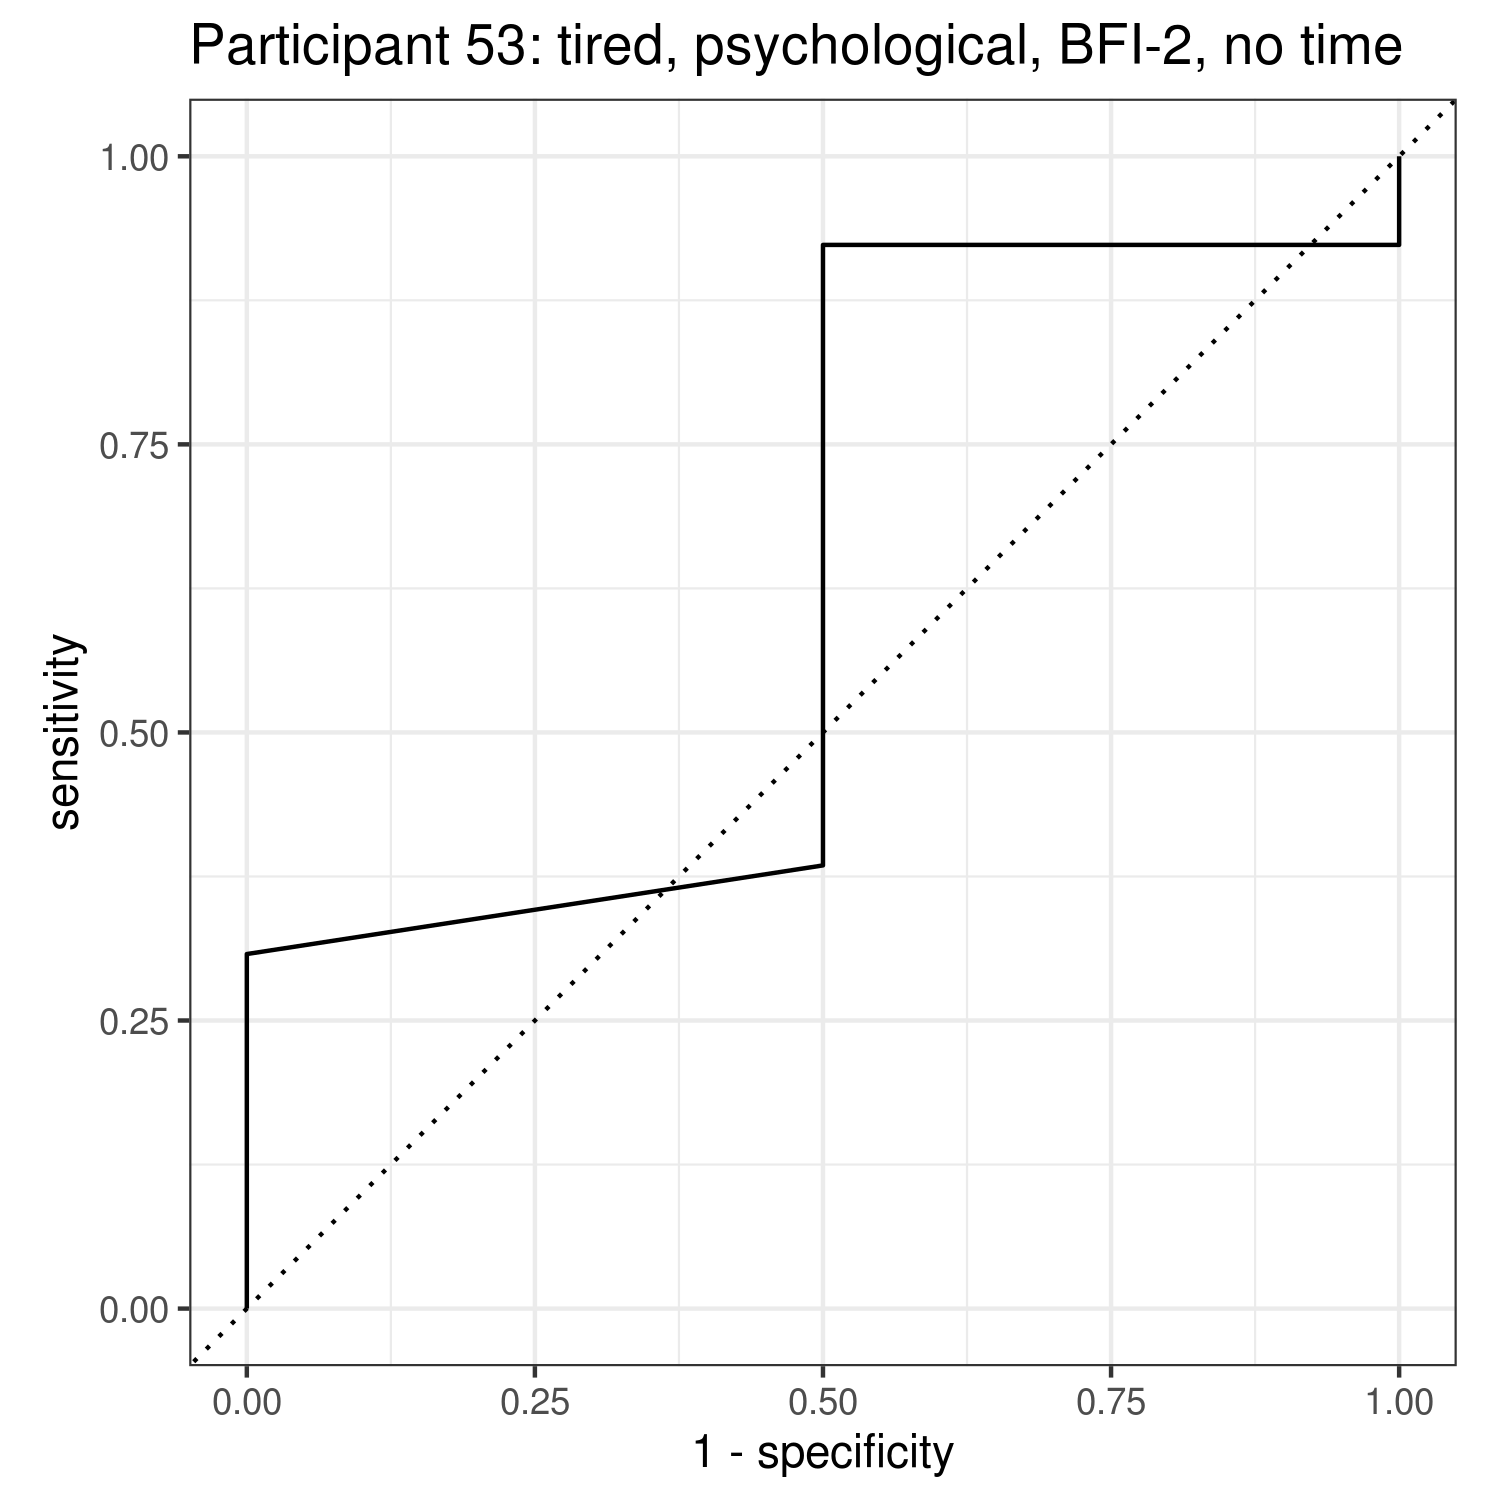 Participant 53: tired, psychological, BFI-2, no time
1.00
0.75
0.50
0.25
0.00
sensitivity
0.00 0.25 0.50 0.75 1.00
1 - specificity